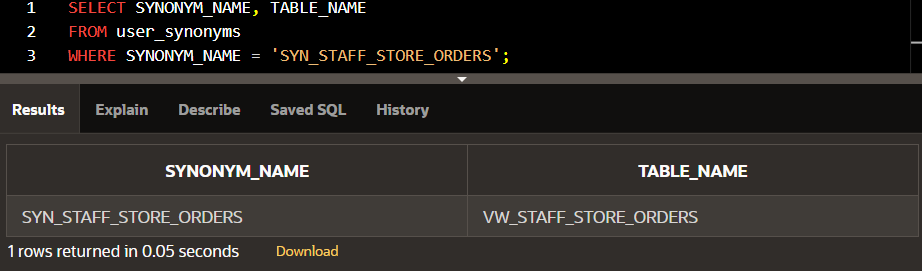 1 SELECT SYNONYM_NAME, TABLE_NAME
2 FROM user_synonyms
3 WHERE SYNONYM_NAME = 'SYN_STAFF_STORE_ORDERS';
Results Explain Describe Saved SQL History
SYNONYM_NAME TABLE_NAME
SYN_STAFF_STORE_ORDERS VW_STAFF_STORE_ORDERS
1 rows returned in 0.05 seconds Download